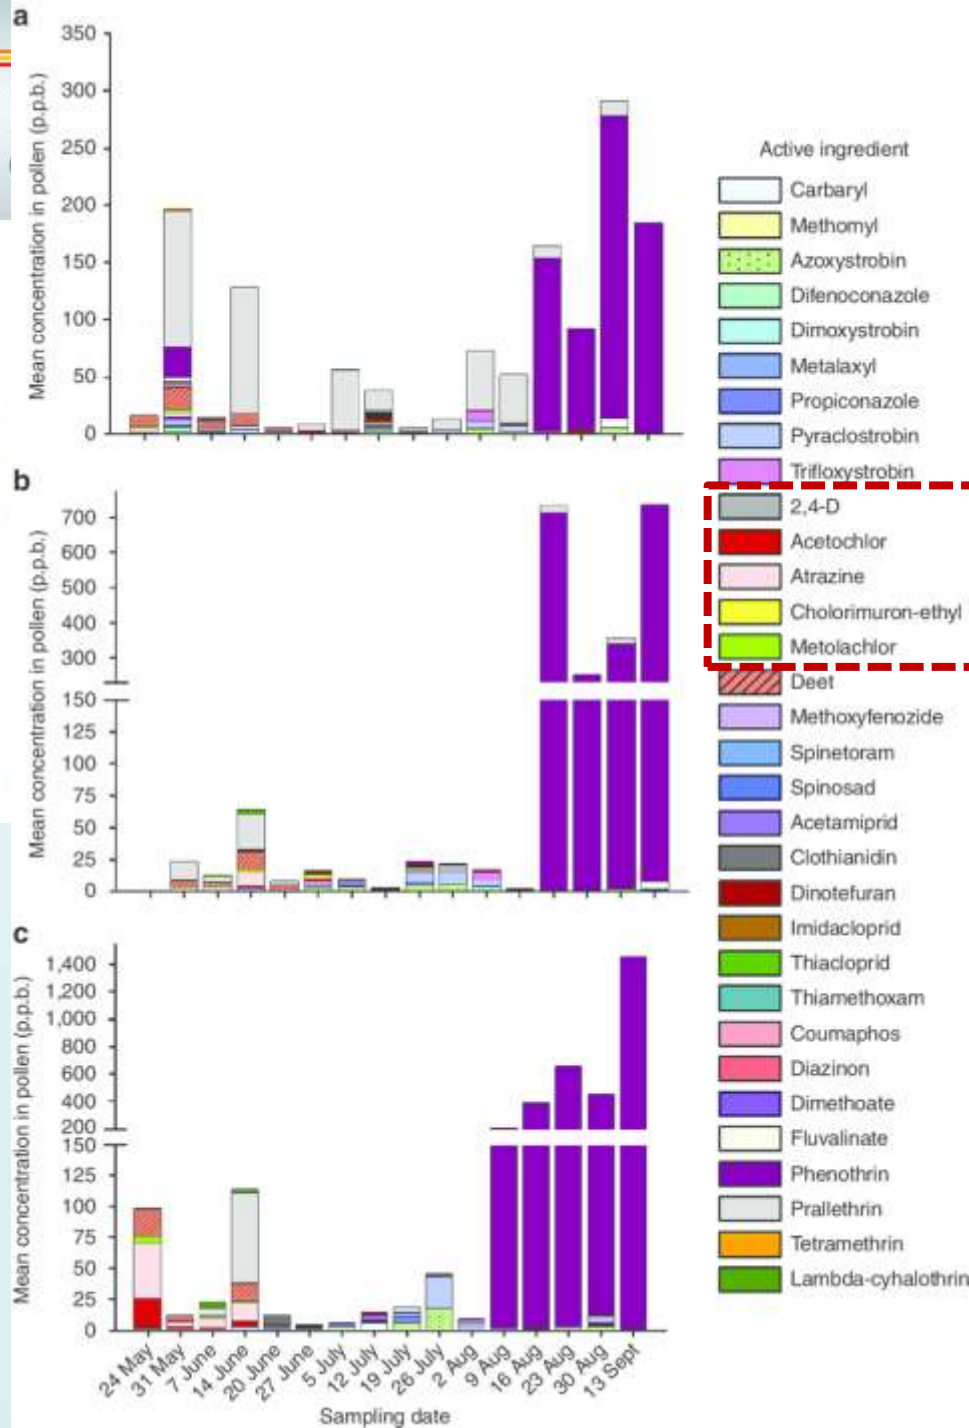 a
Mean concentration in pollen (p.p.b.)
350
300
250
200
150
100
50
0
b
Mean concentration in pollen (p.p.b.)
700
600
500
400
300
150
125
100
75
50
25
0
c
Mean concentration in pollen (p.p.b.)
1,400
1,200
1,000
800
600
400
200
150
125
100
75
50
25
0
24 May
31 May
7 June
14 June
20 June
27 June
5 July
12 July
19 July
26 July
2 Aug
9 Aug
16 Aug
23 Aug
30 Aug
13 Sept
Sampling date
Active ingredient
Carbaryl
Methomyl
Azoxystrobin
Difenoconazole
Dimoxystrobin
Metalaxyl
Propiconazole
Pyraclostrobin
Trifloxystrobin
2,4-D
Acetochlor
Atrazine
Cholorimuron-ethyl
Metolachlor
Deet
Methoxyfenozide
Spinetoram
Spinosad
Acetamiprid
Clothianidin
Dinotefuran
Imidacloprid
Thiacloprid
Thiamethoxam
Coumaphos
Diazinon
Dimethoate
Fluvalinate
Phenothrin
Prallethrin
Tetramethrin
Lambda-cyhalothrin